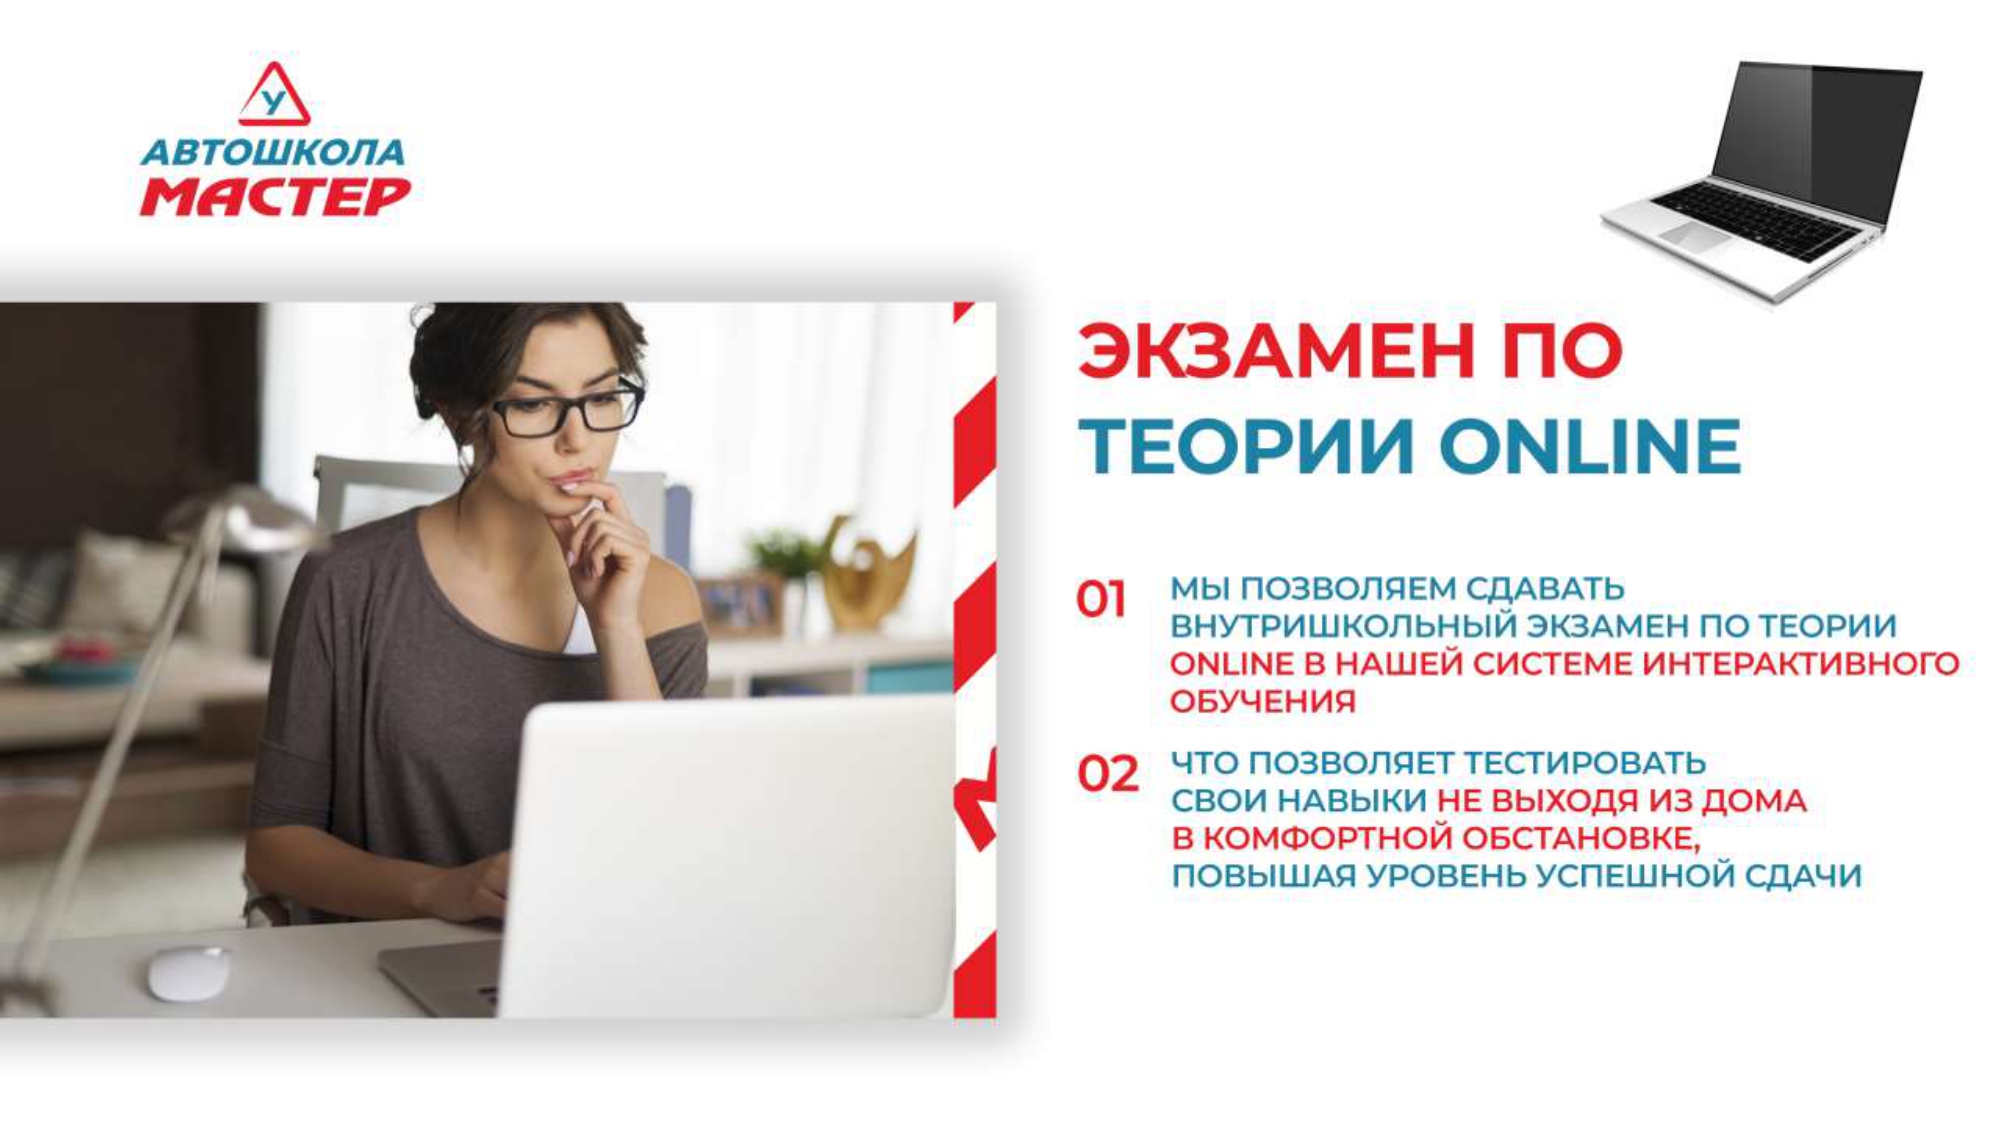 У
АВТОШКОЛА
МАСТЕР
ЭКЗАМЕН ПО
ТЕОРИИ ONLINE
01
МЫ ПОЗВОЛЯЕМ СДАВАТЬ
ВНУТРИШКОЛЬНЫЙ ЭКЗАМЕН ПО ТЕОРИИ
ONLINE В НАШЕЙ СИСТЕМЕ ИНТЕРАКТИВНОГО
ОБУЧЕНИЯ
02
ЧТО ПОЗВОЛЯЕТ ТЕСТИРОВАТЬ
СВОИ НАВЫКИ НЕ ВЫХОДЯ ИЗ ДОМА
В КОМФОРТНОЙ ОБСТАНОВКЕ,
ПОВЫШАЯ УРОВЕНЬ УСПЕШНОЙ СДАЧИ